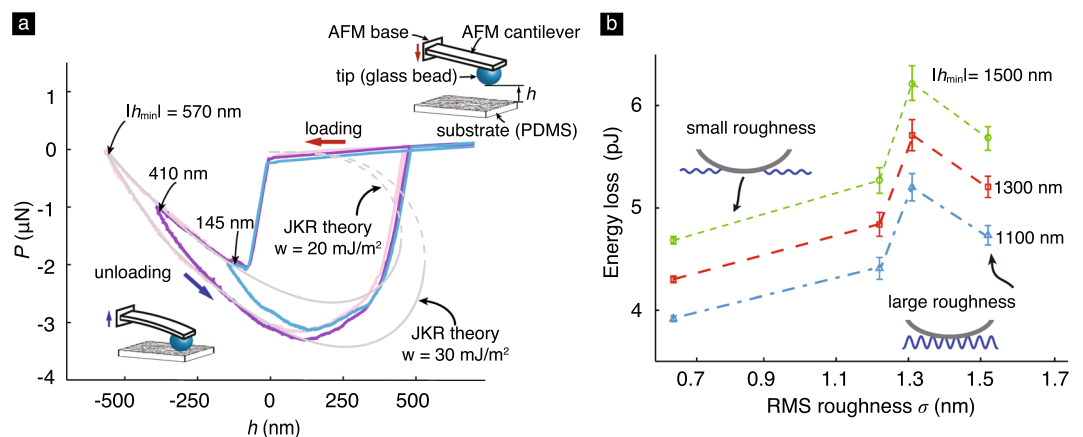 a
AFM base
AFM cantilever
tip (glass bead)
h
substrate (PDMS)
|hmin| = 570 nm
loading
410 nm
145 nm
JKR theory
w = 20 mJ/m²
unloading
JKR theory
w = 30 mJ/m²
P (μN)
1
0
-1
-2
-3
-4
-500
-250
0
250
500
h (nm)
b
|hmin| = 1500 nm
small roughness
1300 nm
1100 nm
large roughness
Energy loss (pJ)
6
5
4
0.7
0.9
1.1
1.3
1.5
1.7
RMS roughness σ (nm)